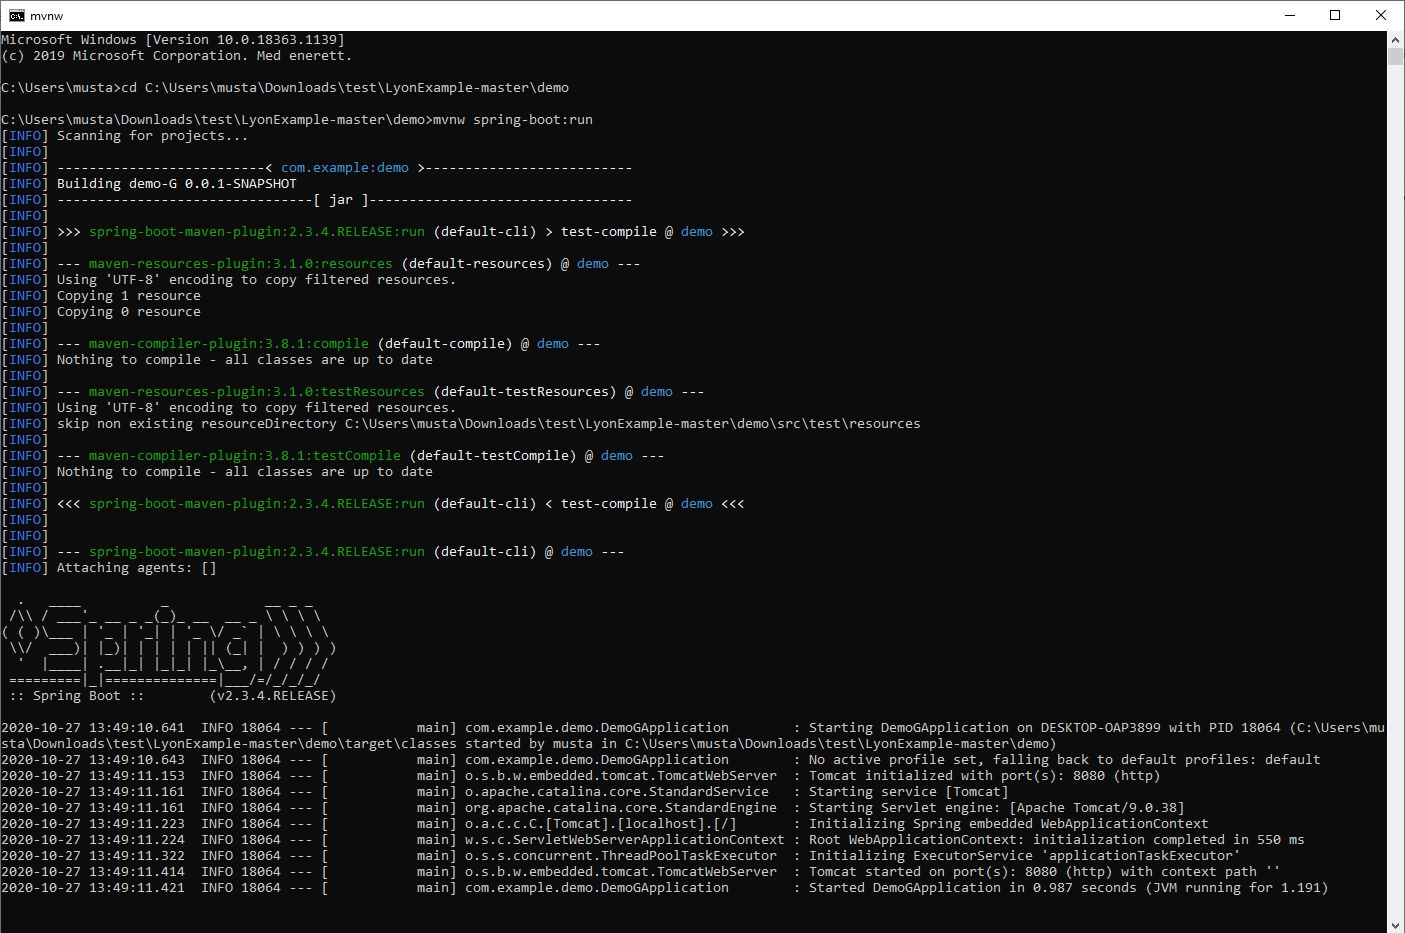 mvnw
Microsoft Windows [Version 10.0.18363.1139]
(c) 2019 Microsoft Corporation. Med enerett.
C:\Users\musta>cd C:\Users\musta\Downloads\test\LyonExample-master\demo
C:\Users\musta\Downloads\test\LyonExample-master\demo>mvnw spring-boot:run
[INFO] Scanning for projects...
[INFO]
[INFO] --------------------------< com.example:demo >--------------------------
[INFO] Building demo-G 0.0.1-SNAPSHOT
[INFO] --------------------------------[ jar ]---------------------------------
[INFO]
[INFO] >>> spring-boot-maven-plugin:2.3.4.RELEASE:run (default-cli) > test-compile @ demo >>>
[INFO]
[INFO] --- maven-resources-plugin:3.1.0:resources (default-resources) @ demo ---
[INFO] Using 'UTF-8' encoding to copy filtered resources.
[INFO] Copying 1 resource
[INFO] Copying 0 resource
[INFO]
[INFO] --- maven-compiler-plugin:3.8.1:compile (default-compile) @ demo ---
[INFO] Nothing to compile - all classes are up to date
[INFO]
[INFO] --- maven-resources-plugin:3.1.0:testResources (default-testResources) @ demo ---
[INFO] Using 'UTF-8' encoding to copy filtered resources.
[INFO] skip non existing resourceDirectory C:\Users\musta\Downloads\test\LyonExample-master\demo\src\test\resources
[INFO]
[INFO] --- maven-compiler-plugin:3.8.1:testCompile (default-testCompile) @ demo ---
[INFO] Nothing to compile - all classes are up to date
[INFO]
[INFO] <<< spring-boot-maven-plugin:2.3.4.RELEASE:run (default-cli) < test-compile @ demo <<<
[INFO]
[INFO]
[INFO] --- spring-boot-maven-plugin:2.3.4.RELEASE:run (default-cli) @ demo ---
[INFO] Attaching agents: []
  .   ____          _            __ _ _
 /\\ / ___'_ __ _ _(_)_ __  __ _ \ \ \ \
( ( )\___ | '_ | '_| | '_ \/ _` | \ \ \ \
 \\/  ___)| |_)| | | | | || (_| |  ) ) ) )
  '  |____| .__|_| |_|_| |_\__, | / / / /
 =========|_|==============|___/=/_/_/_/
 :: Spring Boot ::        (v2.3.4.RELEASE)
2020-10-27 13:49:10.641  INFO 18064 --- [           main] com.example.demo.DemoGApplication        : Starting DemoGApplication on DESKTOP-OAP3899 with PID 18064 (C:\Users\mu
sta\Downloads\test\LyonExample-master\demo\target\classes started by musta in C:\Users\musta\Downloads\test\LyonExample-master\demo)
2020-10-27 13:49:10.643  INFO 18064 --- [           main] com.example.demo.DemoGApplication        : No active profile set, falling back to default profiles: default
2020-10-27 13:49:11.153  INFO 18064 --- [           main] o.s.b.w.embedded.tomcat.TomcatWebServer  : Tomcat initialized with port(s): 8080 (http)
2020-10-27 13:49:11.161  INFO 18064 --- [           main] o.apache.catalina.core.StandardService   : Starting service [Tomcat]
2020-10-27 13:49:11.161  INFO 18064 --- [           main] org.apache.catalina.core.StandardEngine  : Starting Servlet engine: [Apache Tomcat/9.0.38]
2020-10-27 13:49:11.223  INFO 18064 --- [           main] o.a.c.c.C.[Tomcat].[localhost].[/]       : Initializing Spring embedded WebApplicationContext
2020-10-27 13:49:11.224  INFO 18064 --- [           main] w.s.c.ServletWebServerApplicationContext : Root WebApplicationContext: initialization completed in 550 ms
2020-10-27 13:49:11.322  INFO 18064 --- [           main] o.s.s.concurrent.ThreadPoolTaskExecutor  : Initializing ExecutorService 'applicationTaskExecutor'
2020-10-27 13:49:11.414  INFO 18064 --- [           main] o.s.b.w.embedded.tomcat.TomcatWebServer  : Tomcat started on port(s): 8080 (http) with context path ''
2020-10-27 13:49:11.421  INFO 18064 --- [           main] com.example.demo.DemoGApplication        : Started DemoGApplication in 0.987 seconds (JVM running for 1.191)